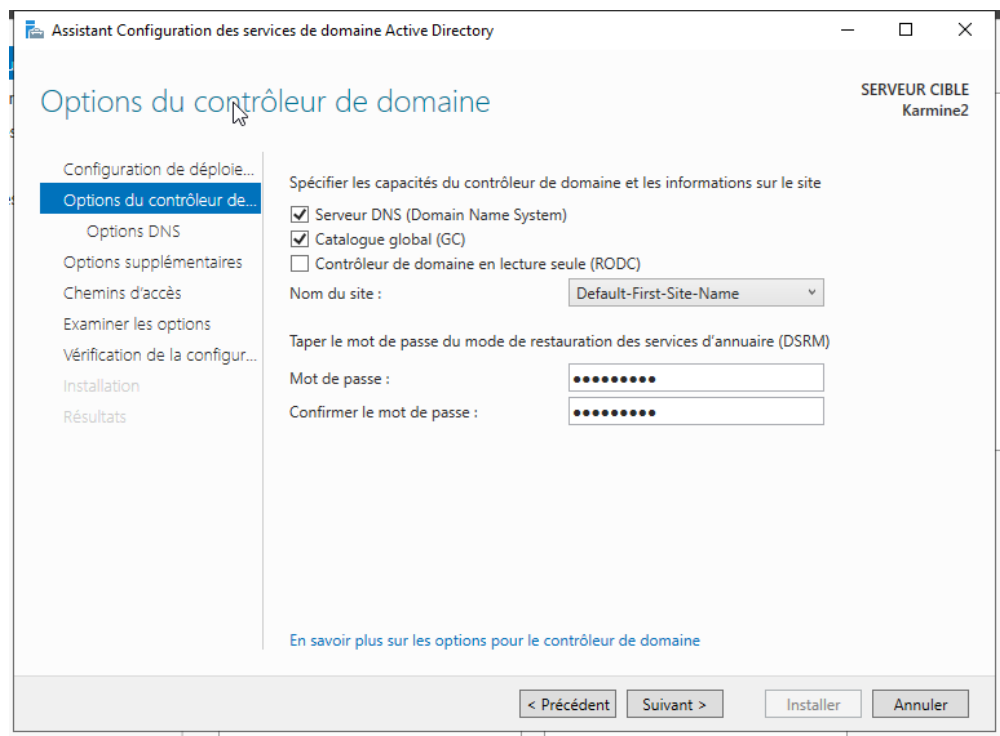 Assistant Configuration des services de domaine Active Directory
Options du contrôleur de domaine
SERVEUR CIBLE
Karmine2
Configuration de déploie...
Options du contrôleur de...
Options DNS
Options supplémentaires
Chemins d'accès
Examiner les options
Vérification de la configur...
Installation
Résultats
Spécifier les capacités du contrôleur de domaine et les informations sur le site
Serveur DNS (Domain Name System)
Catalogue global (GC)
Contrôleur de domaine en lecture seule (RODC)
Nom du site : Default-First-Site-Name
Taper le mot de passe du mode de restauration des services d'annuaire (DSRM)
Mot de passe : •••••••••
Confirmer le mot de passe : •••••••••
En savoir plus sur les options pour le contrôleur de domaine
< Précédent Suivant > Installer Annuler